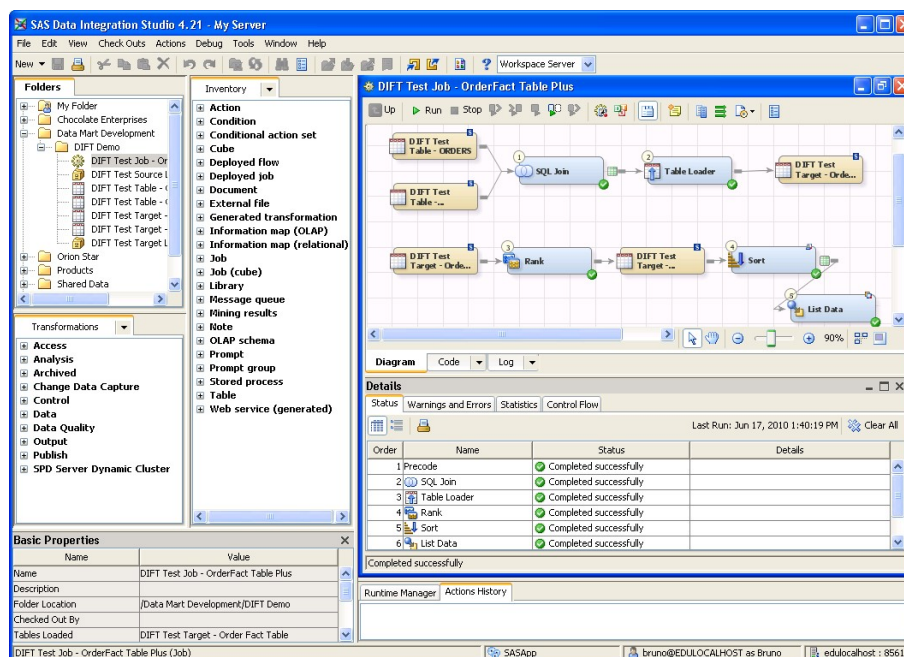 SAS Data Integration Studio 4.21 - My Server
File Edit View Check Outs Actions Debug Tools Window Help
New
Workspace Server
Folders
My Folder
Chocolate Enterprises
Data Mart Development
DIFT Demo
DIFT Test Job - Or
DIFT Test Source L
DIFT Test Table - C
DIFT Test Table - C
DIFT Test Target -
DIFT Test Target -
DIFT Test Target L
Orion Star
Products
Shared Data
Transformations
Access
Analysis
Archived
Change Data Capture
Control
Data
Data Quality
Output
Publish
SPD Server Dynamic Cluster
Inventory
Action
Condition
Conditional action set
Cube
Deployed flow
Deployed job
Document
External file
Generated transformation
Information map (OLAP)
Information map (relational)
Job
Job (cube)
Library
Message queue
Mining results
Note
OLAP schema
Prompt
Prompt group
Stored process
Table
Web service (generated)
DIFT Test Job - OrderFact Table Plus
Up Run Stop
DIFT Test
Table - ORDERS
DIFT Test
Table -...
1
SQL Join
2
Table Loader
DIFT Test
Target - Orde...
DIFT Test
Target - Orde...
3
Rank
DIFT Test
Target -...
4
Sort
5
List Data
90%
Diagram Code Log
Details
Status Warnings and Errors Statistics Control Flow
Last Run: Jun 17, 2010 1:40:19 PM Clear All
Order Name Status Details
1 Precode Completed successfully
2 SQL Join Completed successfully
3 Table Loader Completed successfully
4 Rank Completed successfully
5 Sort Completed successfully
6 List Data Completed successfully
Completed successfully
Runtime Manager Actions History
Basic Properties
Name Value
Name DIFT Test Job - OrderFact Table Plus
Description
Folder Location /Data Mart Development/DIFT Demo
Checked Out By
Tables Loaded DIFT Test Target - Order Fact Table
DIFT Test Job - OrderFact Table Plus (Job)
SASApp
bruno@EDULOCALHOST as Bruno
edulocalhost : 8561